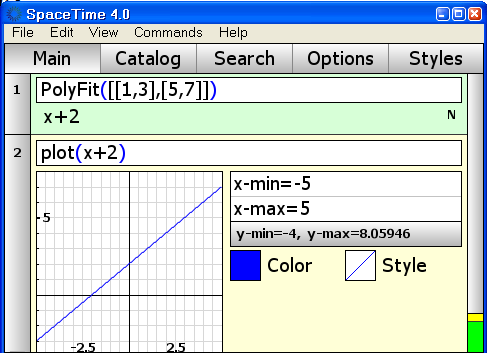 SpaceTime 4.0
File Edit View Commands Help
Main Catalog Search Options Styles
1 PolyFit([[1,3],[5,7]])
x+2 N
2 plot(x+2)
x-min=-5
x-max=5
y-min=-4, y-max=8.05946
Color Style
5
-2.5 2.5